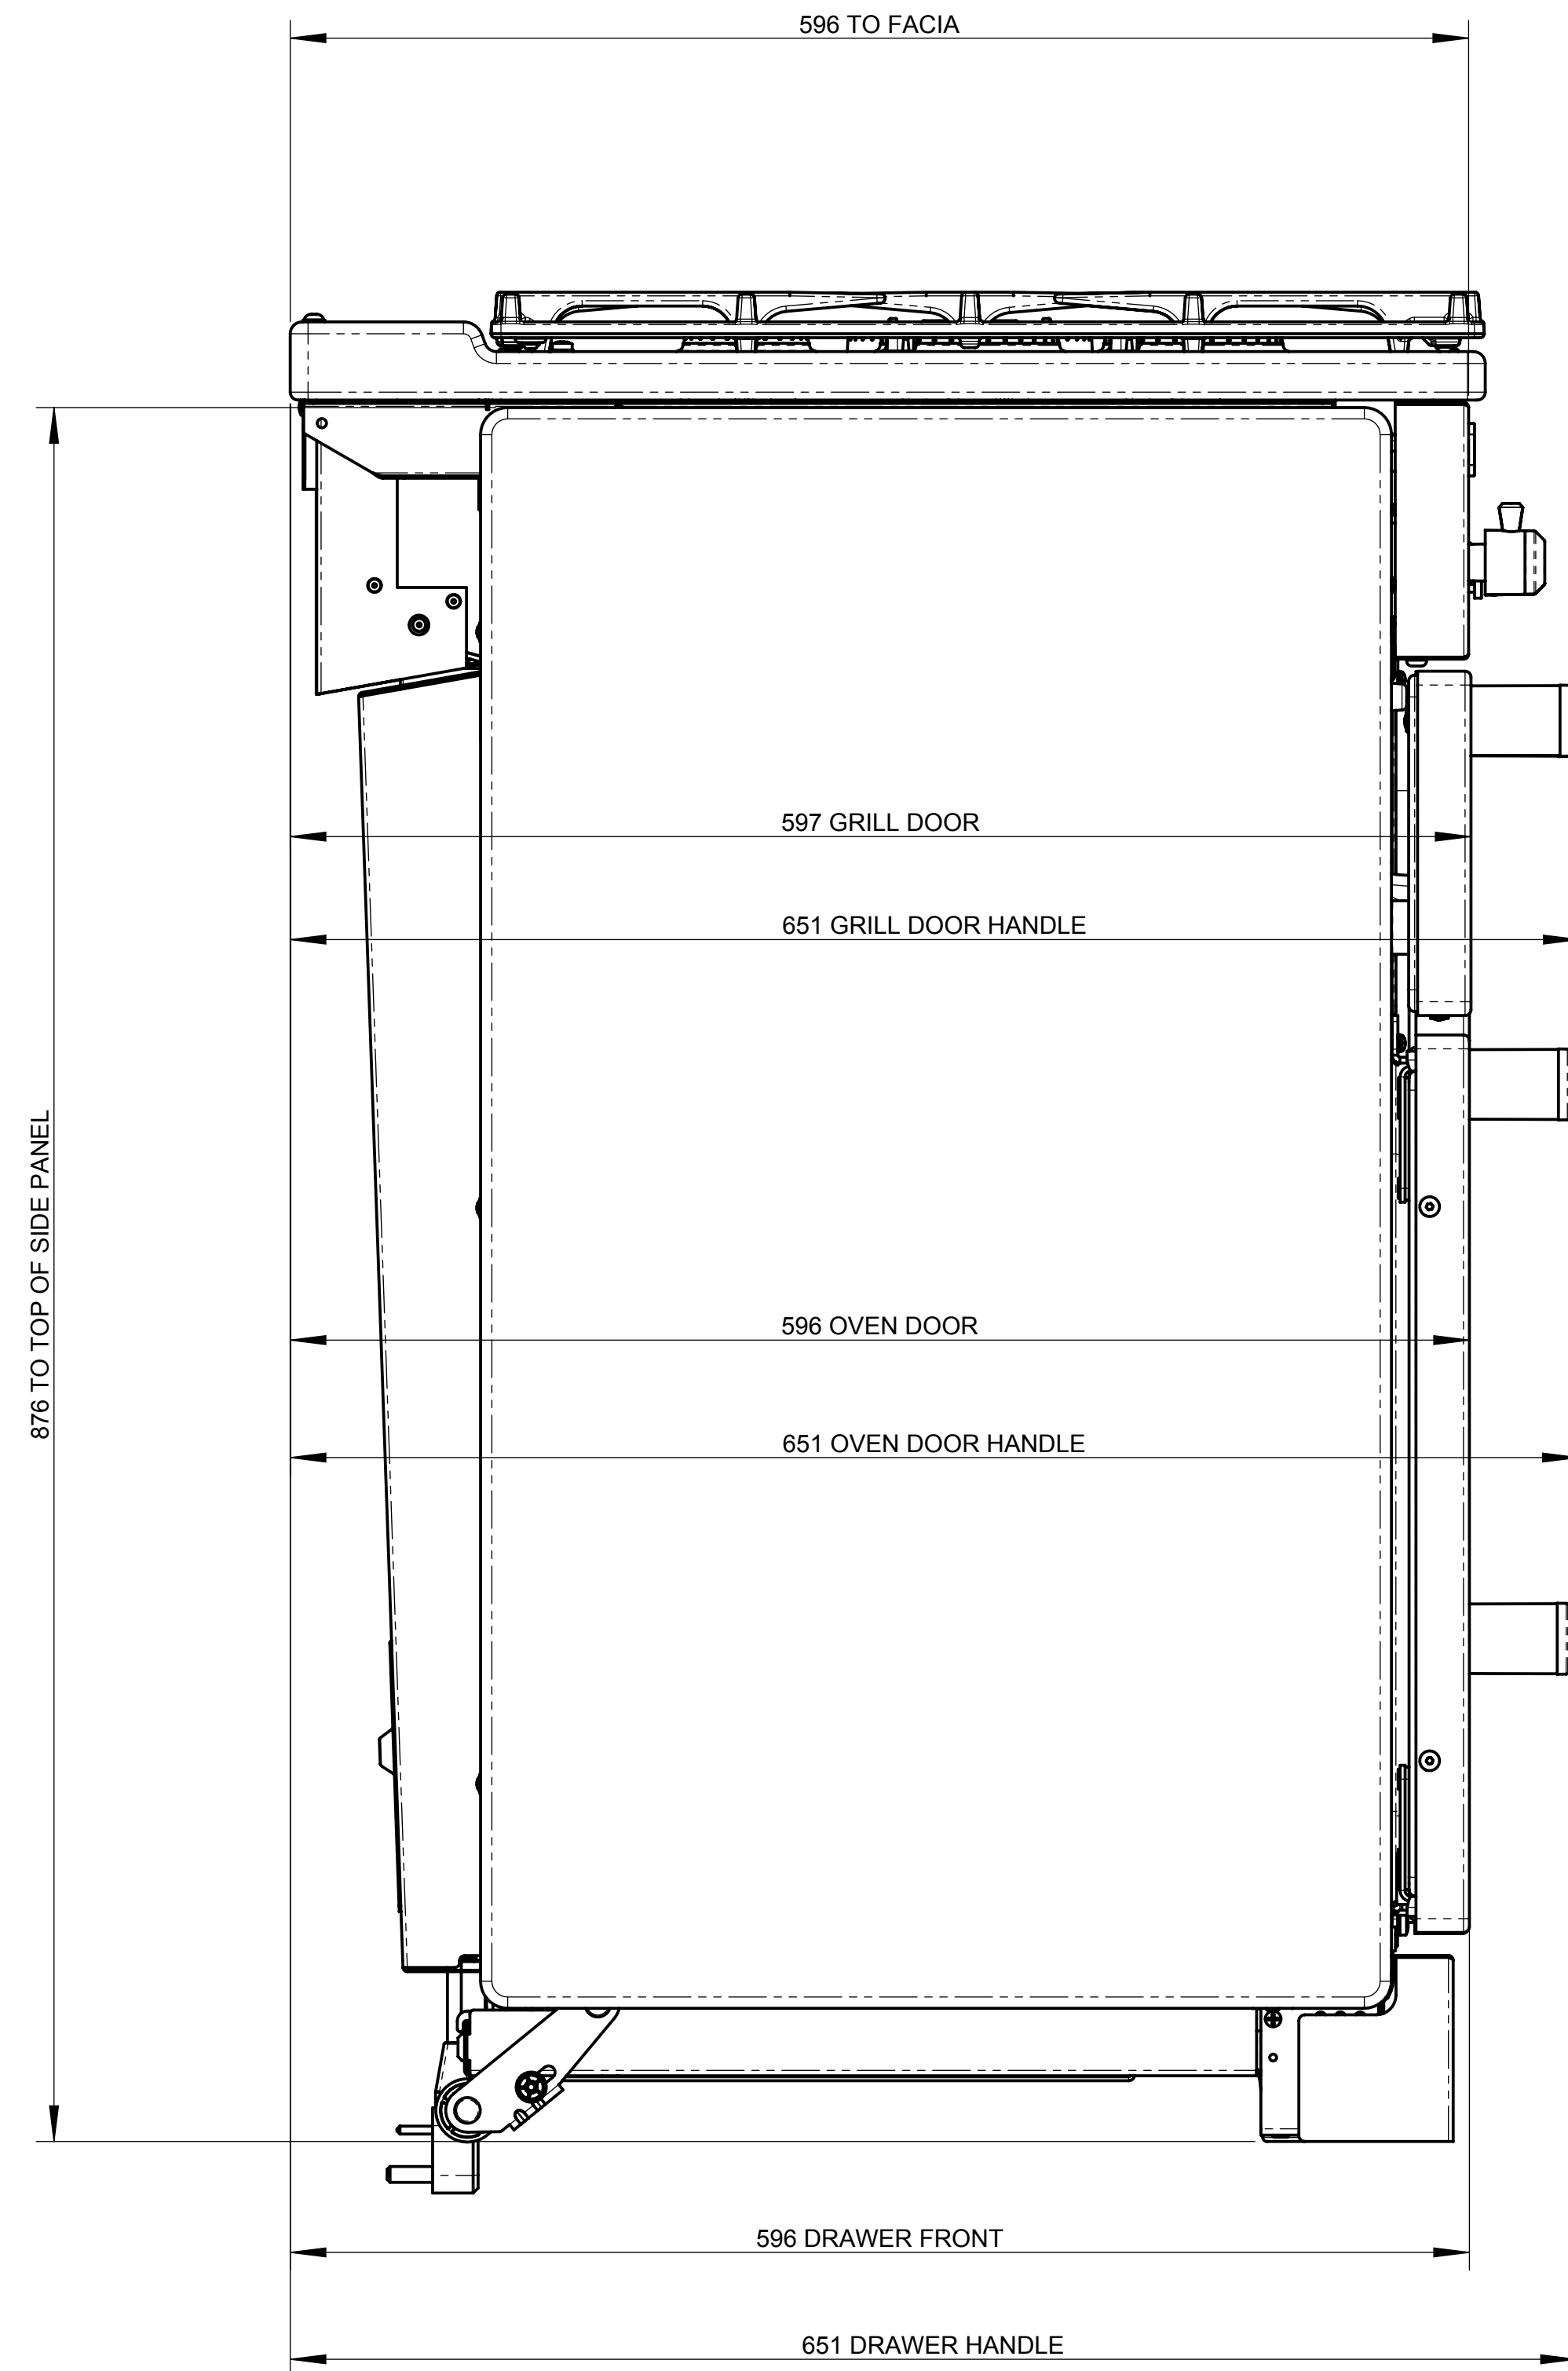 596 TO FACIA
597 GRILL DOOR
651 GRILL DOOR HANDLE
876 TO TOP OF SIDE PANEL
596 OVEN DOOR
651 OVEN DOOR HANDLE
596 DRAWER FRONT
651 DRAWER HANDLE